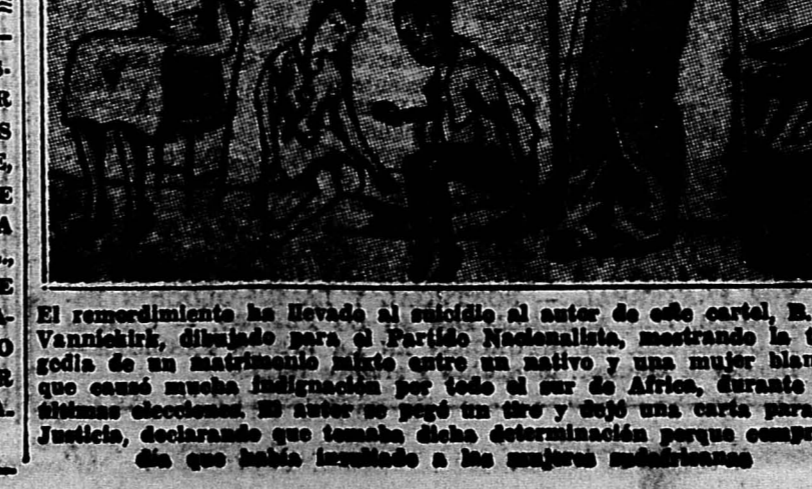 El remordimiento ha llevado al suicidio al autor de este cartel,
Vanniekirk, dibujado para el Partido Nacionalista, mostrando la
gedia de un matrimonio mixto entre un nativo y una mujer blan
que causó mucha indignación por todo el sur de Africa, durante
últimas elecciones. El autor se pegó un tiro y dejó una carta para
Justicia, declarando que tomaba dicha determinación porque comp
día que había insultado a las mujeres sudafricanas